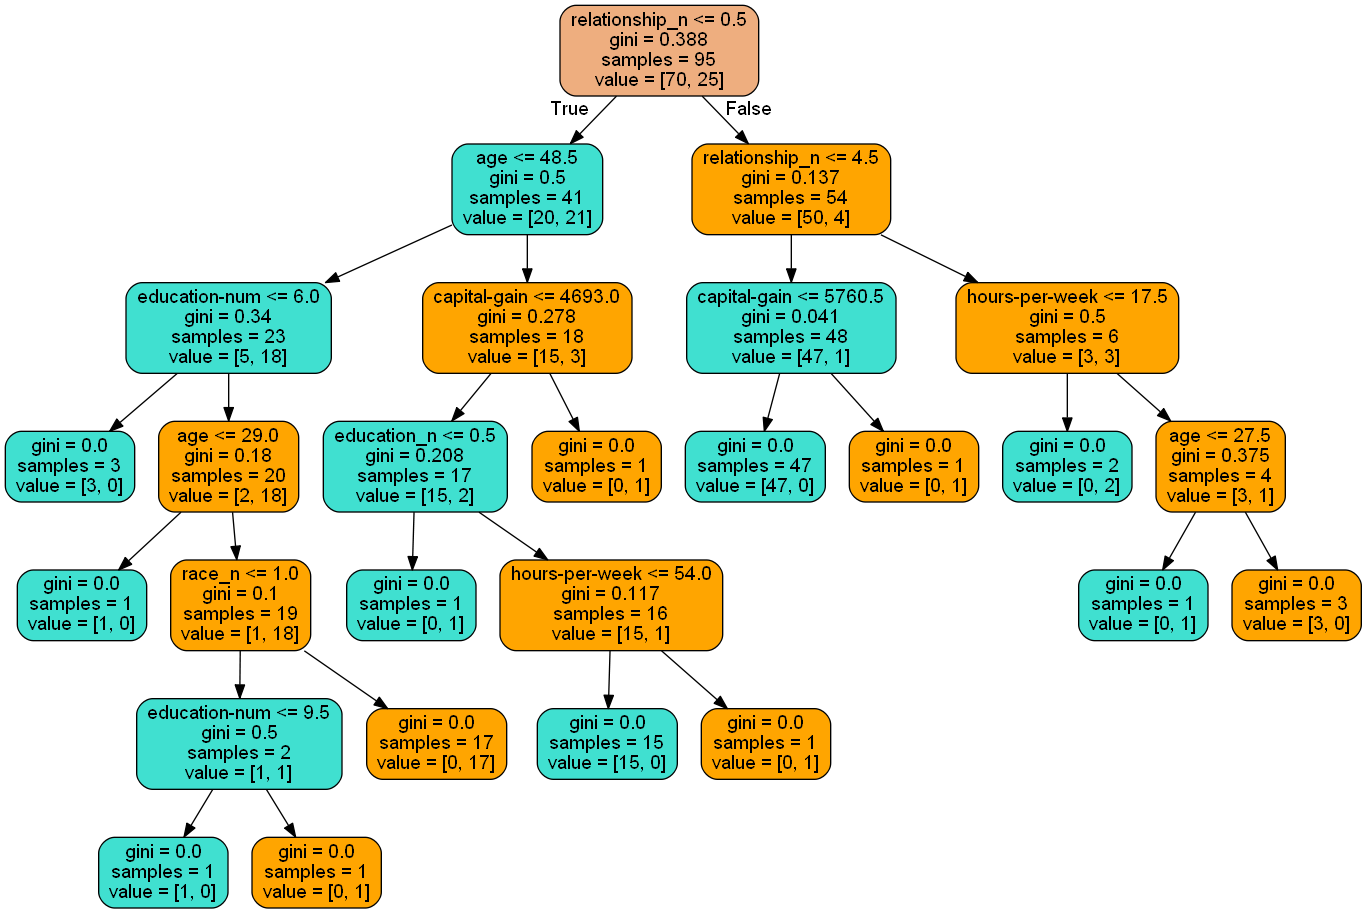 relationship_n <= 0.5
gini = 0.388
samples = 95
value = [70, 25]
True
False
age <= 48.5
gini = 0.5
samples = 41
value = [20, 21]
relationship_n <= 4.5
gini = 0.137
samples = 54
value = [50, 4]
education-num <= 6.0
gini = 0.34
samples = 23
value = [5, 18]
capital-gain <= 4693.0
gini = 0.278
samples = 18
value = [15, 3]
capital-gain <= 5760.5
gini = 0.041
samples = 48
value = [47, 1]
hours-per-week <= 17.5
gini = 0.5
samples = 6
value = [3, 3]
gini = 0.0
samples = 3
value = [3, 0]
age <= 29.0
gini = 0.18
samples = 20
value = [2, 18]
education_n <= 0.5
gini = 0.208
samples = 17
value = [15, 2]
gini = 0.0
samples = 1
value = [0, 1]
gini = 0.0
samples = 47
value = [47, 0]
gini = 0.0
samples = 1
value = [0, 1]
gini = 0.0
samples = 2
value = [0, 2]
age <= 27.5
gini = 0.375
samples = 4
value = [3, 1]
gini = 0.0
samples = 1
value = [1, 0]
race_n <= 1.0
gini = 0.1
samples = 19
value = [1, 18]
gini = 0.0
samples = 1
value = [0, 1]
hours-per-week <= 54.0
gini = 0.117
samples = 16
value = [15, 1]
gini = 0.0
samples = 1
value = [0, 1]
gini = 0.0
samples = 3
value = [3, 0]
education-num <= 9.5
gini = 0.5
samples = 2
value = [1, 1]
gini = 0.0
samples = 17
value = [0, 17]
gini = 0.0
samples = 15
value = [15, 0]
gini = 0.0
samples = 1
value = [0, 1]
gini = 0.0
samples = 1
value = [1, 0]
gini = 0.0
samples = 1
value = [0, 1]